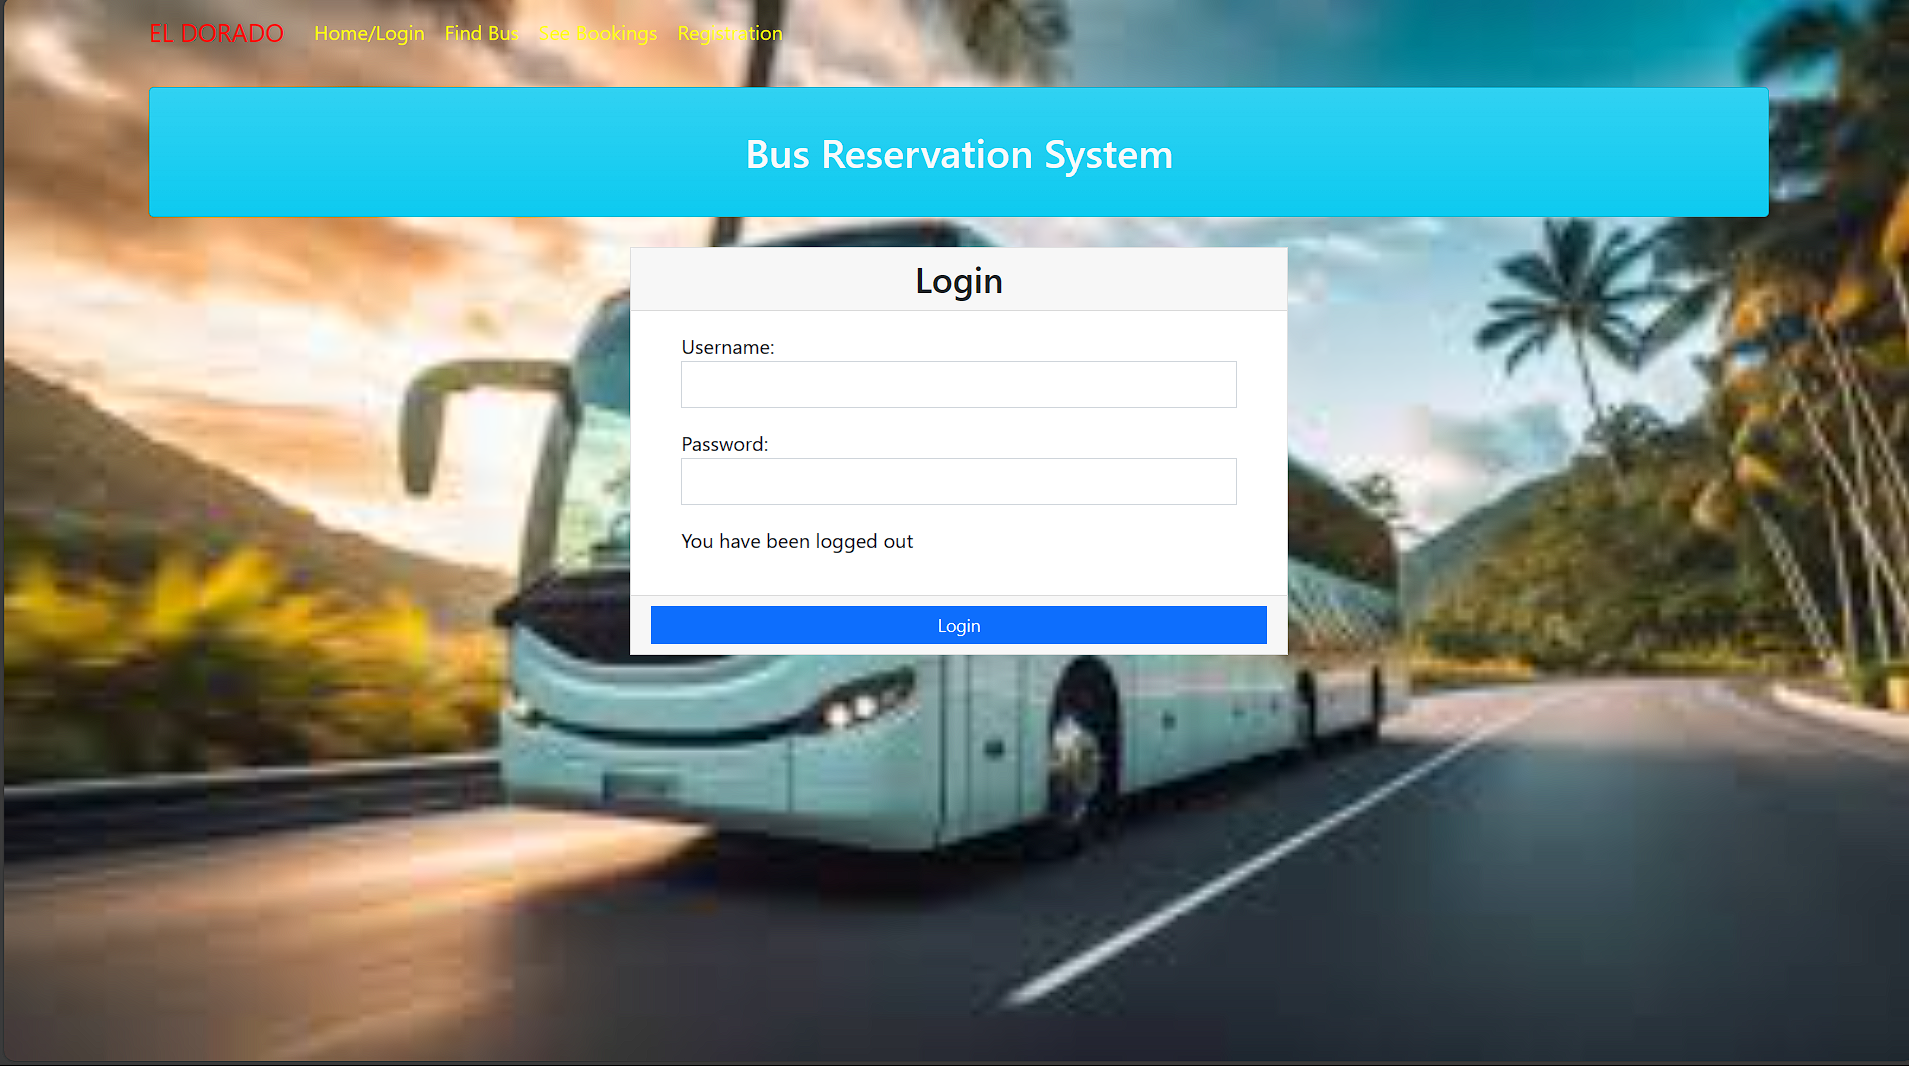 EL DORADO Home/Login Find Bus See Bookings Registration
Bus Reservation System
Login
Username:
Password:
You have been logged out
Login